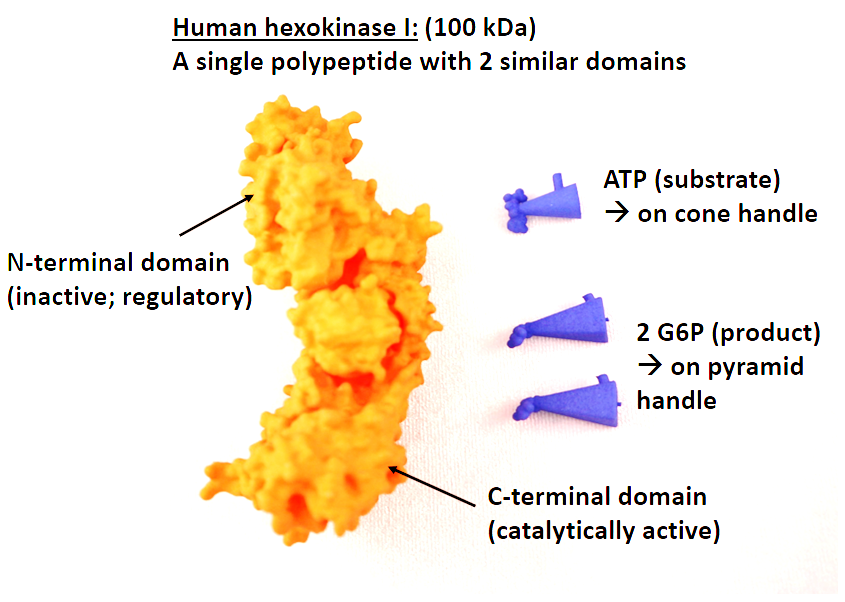 Human hexokinase I: (100 kDa)
A single polypeptide with 2 similar domains
ATP (substrate)
→ on cone handle
N-terminal domain
(inactive; regulatory)
2 G6P (product)
→ on pyramid
handle
C-terminal domain
(catalytically active)